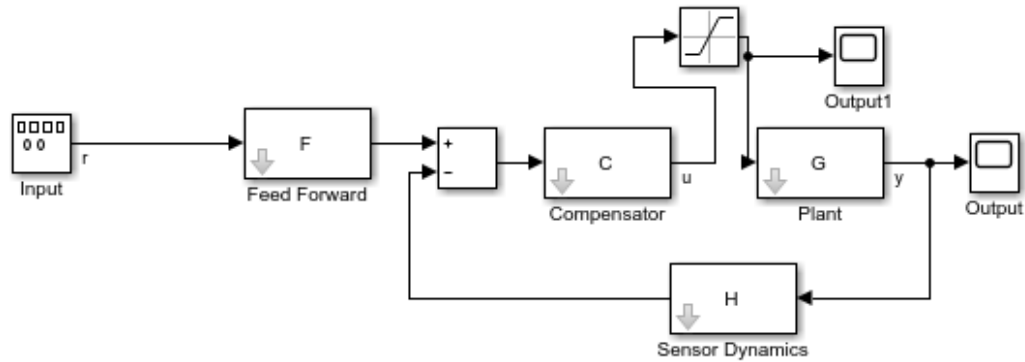 Output1
F
+
C
G
−
r
u
y
Input
Feed Forward
Compensator
Plant
Output
H
Sensor Dynamics